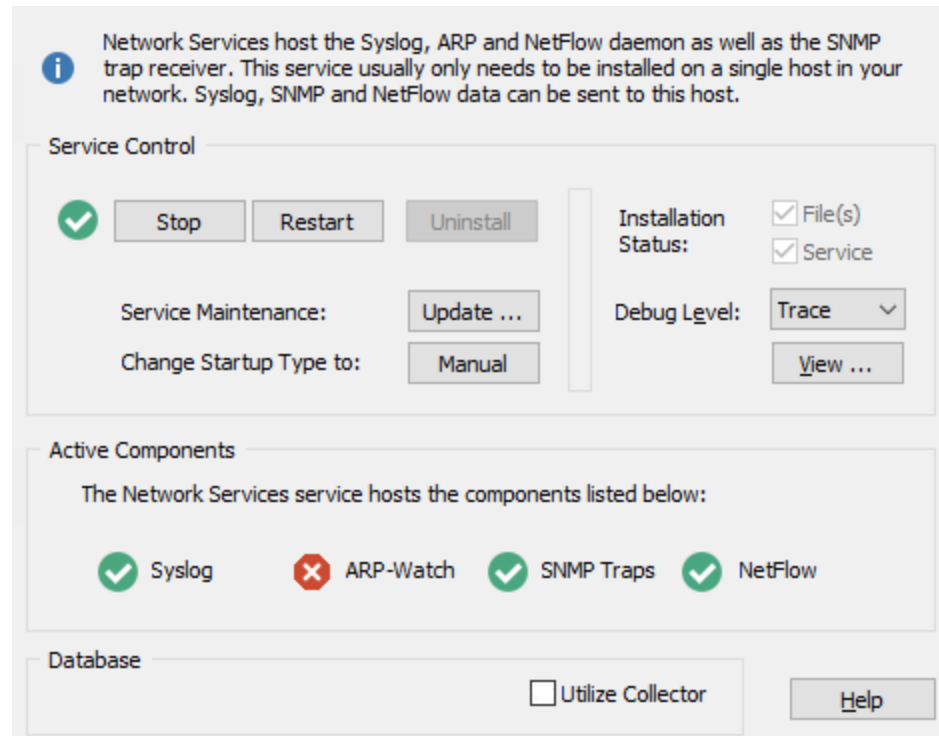 Network Services host the Syslog, ARP and NetFlow daemon as well as the SNMP
trap receiver. This service usually only needs to be installed on a single host in your
network. Syslog, SNMP and NetFlow data can be sent to this host.
Service Control
Stop Restart Uninstall
Installation Status:
File(s)
Service
Service Maintenance: Update ...
Debug Level: Trace
Change Startup Type to: Manual
View ...
Active Components
The Network Services service hosts the components listed below:
Syslog ARP-Watch SNMP Traps NetFlow
Database
Utilize Collector
Help